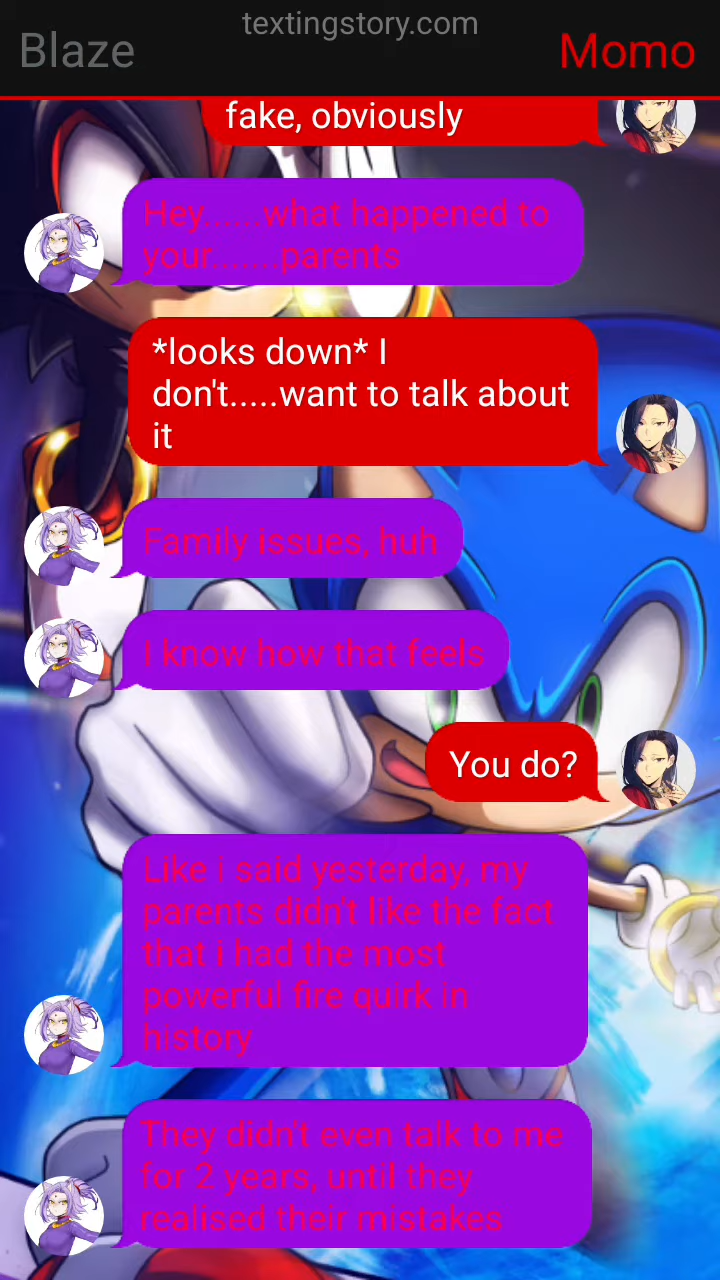 textingstory.com
Blaze
Momo
fake, obviously
Hey......what happened to
your.......parents
*looks down* I
don't.....want to talk about
it
Family issues, huh
I know how that feels
You do?
Like i said yesterday, my
parents didn't like the fact
that i had the most
powerful fire quirk in
history
They didn't even talk to me
for 2 years, until they
realised their mistakes